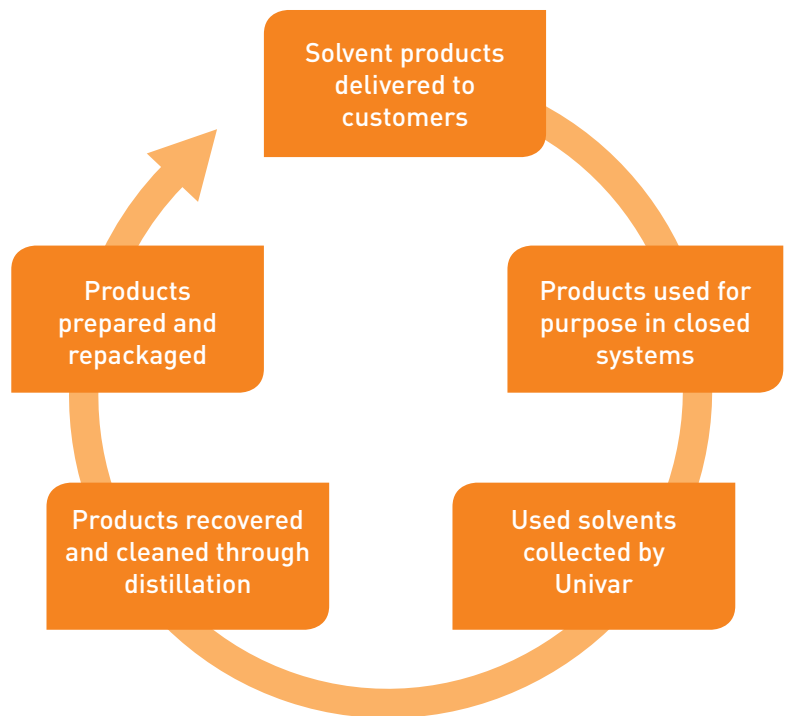 Solvent products
delivered to
customers
Products used for
purpose in closed
systems
Used solvents
collected by
Univar
Products recovered
and cleaned through
distillation
Products
prepared and
repackaged